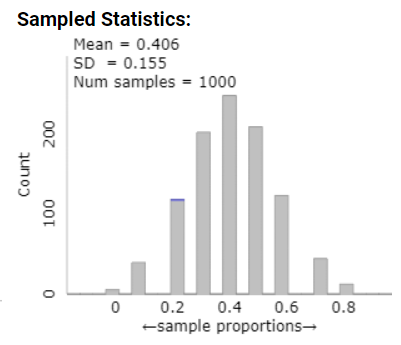 Sampled Statistics:
Mean = 0.406
SD = 0.155
Num samples = 1000
Count
200
100
0
0 0.2 0.4 0.6 0.8
←sample proportions→